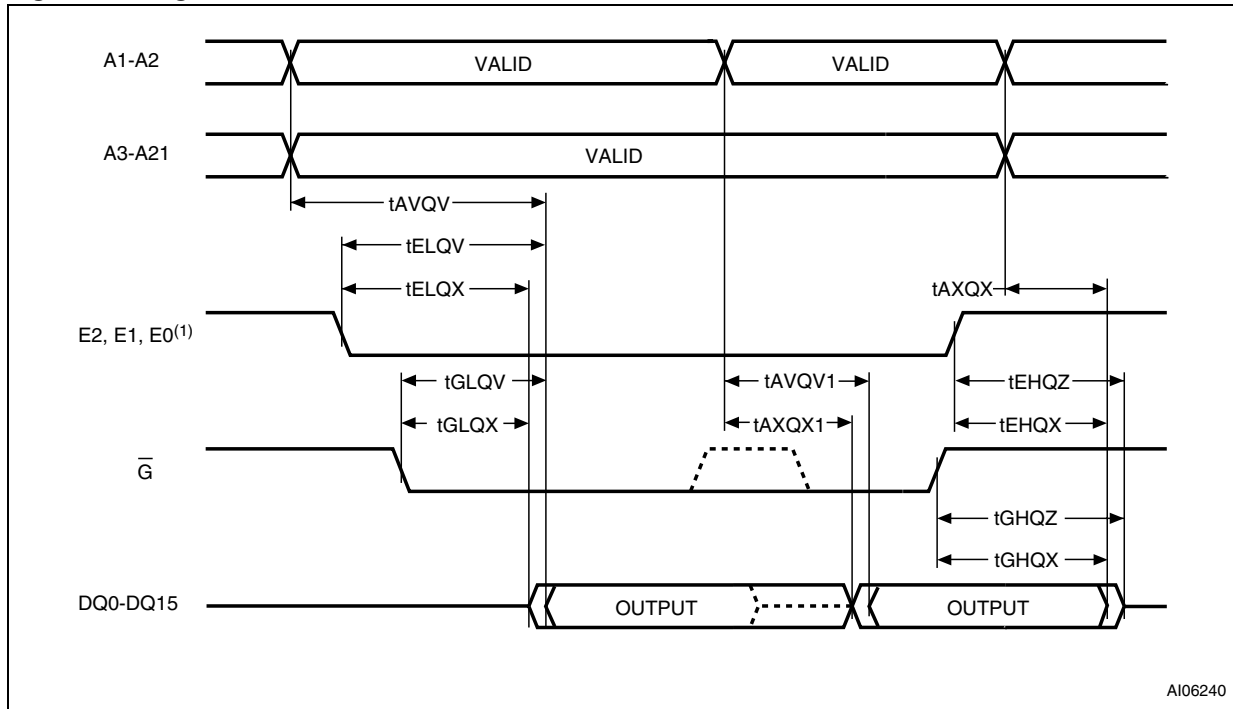 A1-A2
VALID
VALID
A3-A21
VALID
tAVQV
tELQV
tELQX
tAXQX
E2, E1, E0(1)
tGLQV
tAVQV1
tEHQZ
tGLQX
tAXQX1
tEHQX
G
tGHQZ
tGHQX
DQ0-DQ15
OUTPUT
OUTPUT
AI06240